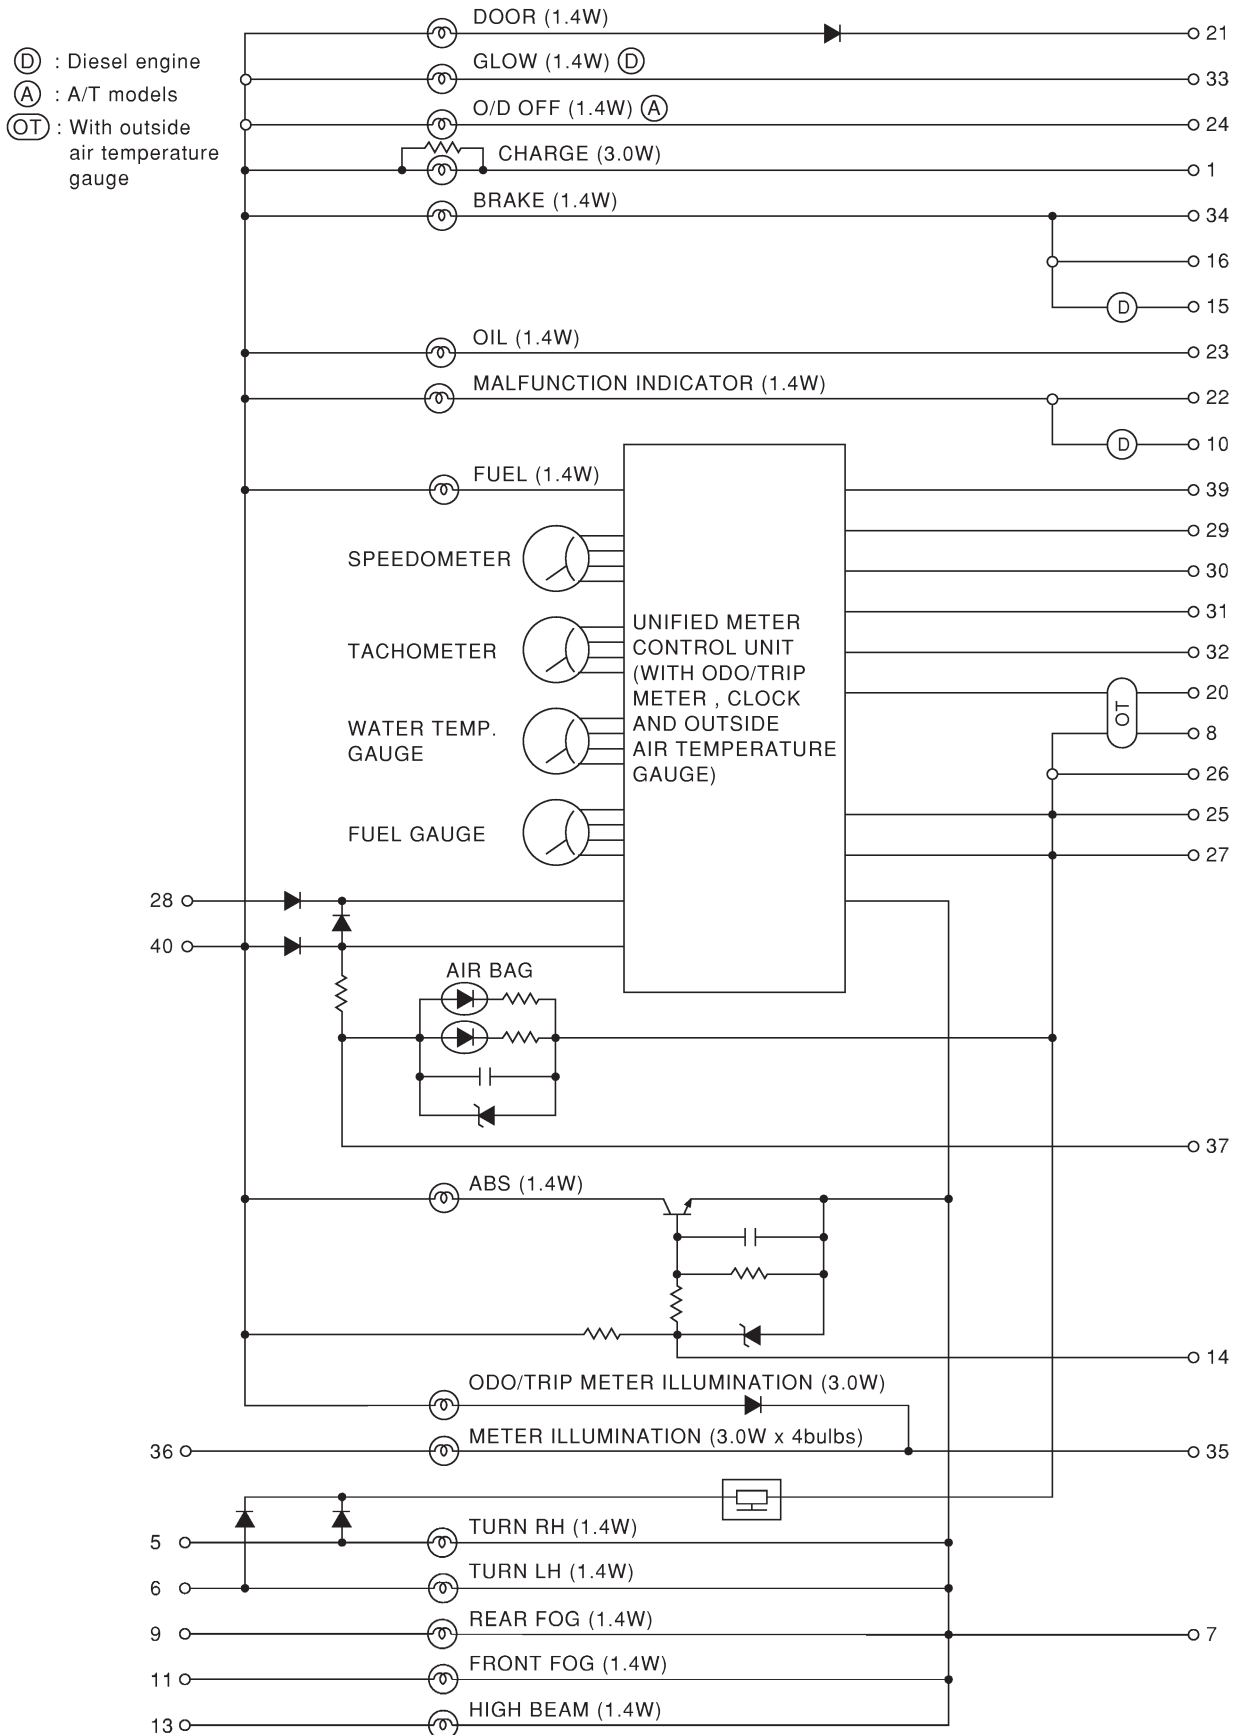 DOOR (1.4W)
21
D : Diesel engine
GLOW (1.4W) D
33
A : A/T models
O/D OFF (1.4W) A
24
OT : With outside
air temperature
gauge
CHARGE (3.0W)
1
BRAKE (1.4W)
34
16
D
15
OIL (1.4W)
23
MALFUNCTION INDICATOR (1.4W)
22
D
10
FUEL (1.4W)
39
SPEEDOMETER
29
30
31
TACHOMETER
UNIFIED METER
CONTROL UNIT
(WITH ODO/TRIP
METER , CLOCK
AND OUTSIDE
AIR TEMPERATURE
GAUGE)
32
20
OT
8
WATER TEMP.
GAUGE
26
25
FUEL GAUGE
27
28
40
AIR BAG
37
ABS (1.4W)
14
ODO/TRIP METER ILLUMINATION (3.0W)
36
METER ILLUMINATION (3.0W x 4bulbs)
35
5
TURN RH (1.4W)
6
TURN LH (1.4W)
9
REAR FOG (1.4W)
7
11
FRONT FOG (1.4W)
13
HIGH BEAM (1.4W)